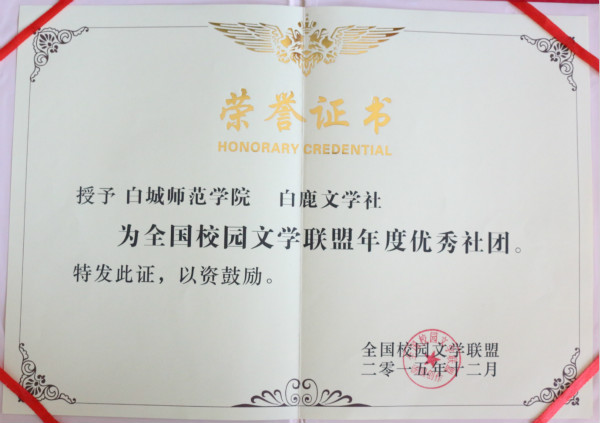 荣誉证书
HONORARY CREDENTIAL
授予 白城师范学院 白鹿文学社
为全国校园文学联盟年度优秀社团。
特发此证，以资鼓励。
全国校园文学联盟
二零一五年十二月